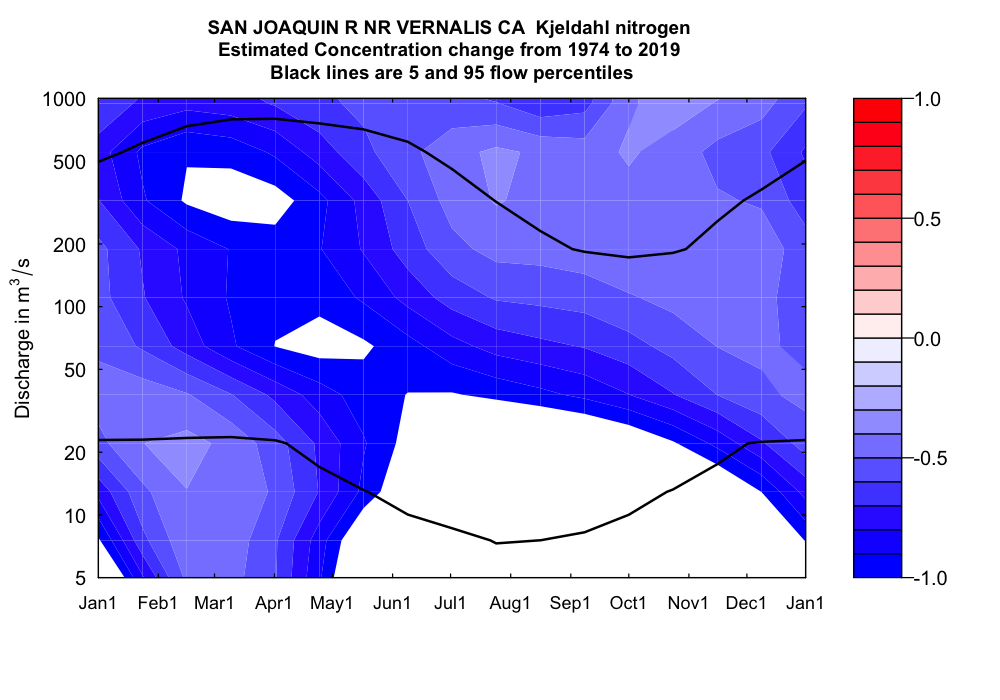 SAN JOAQUIN R NR VERNALIS CA  Kjeldahl nitrogen
Estimated Concentration change from 1974 to 2019
Black lines are 5 and 95 flow percentiles
1000
500
200
100
50
20
10
5
Discharge in m³/s
Jan1 Feb1 Mar1 Apr1 May1 Jun1 Jul1 Aug1 Sep1 Oct1 Nov1 Dec1 Jan1
1.0
0.5
0.0
-0.5
-1.0